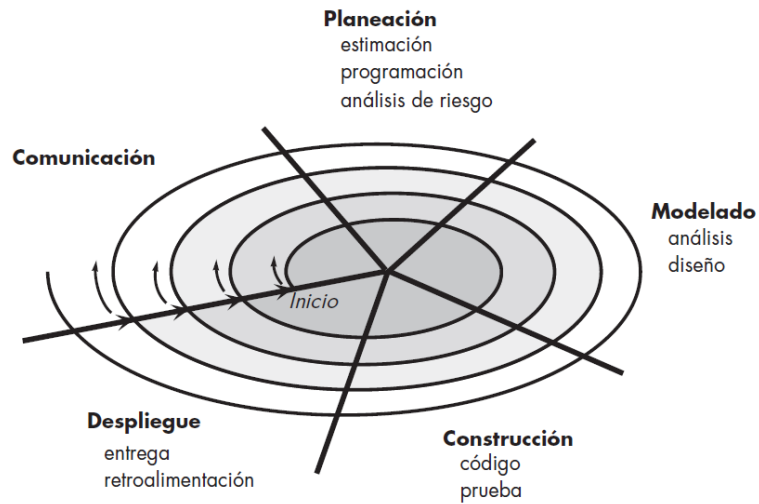 Planeación
estimación
programación
análisis de riesgo
Comunicación
Modelado
análisis
diseño
Inicio
Despliegue
entrega
retroalimentación
Construcción
código
prueba